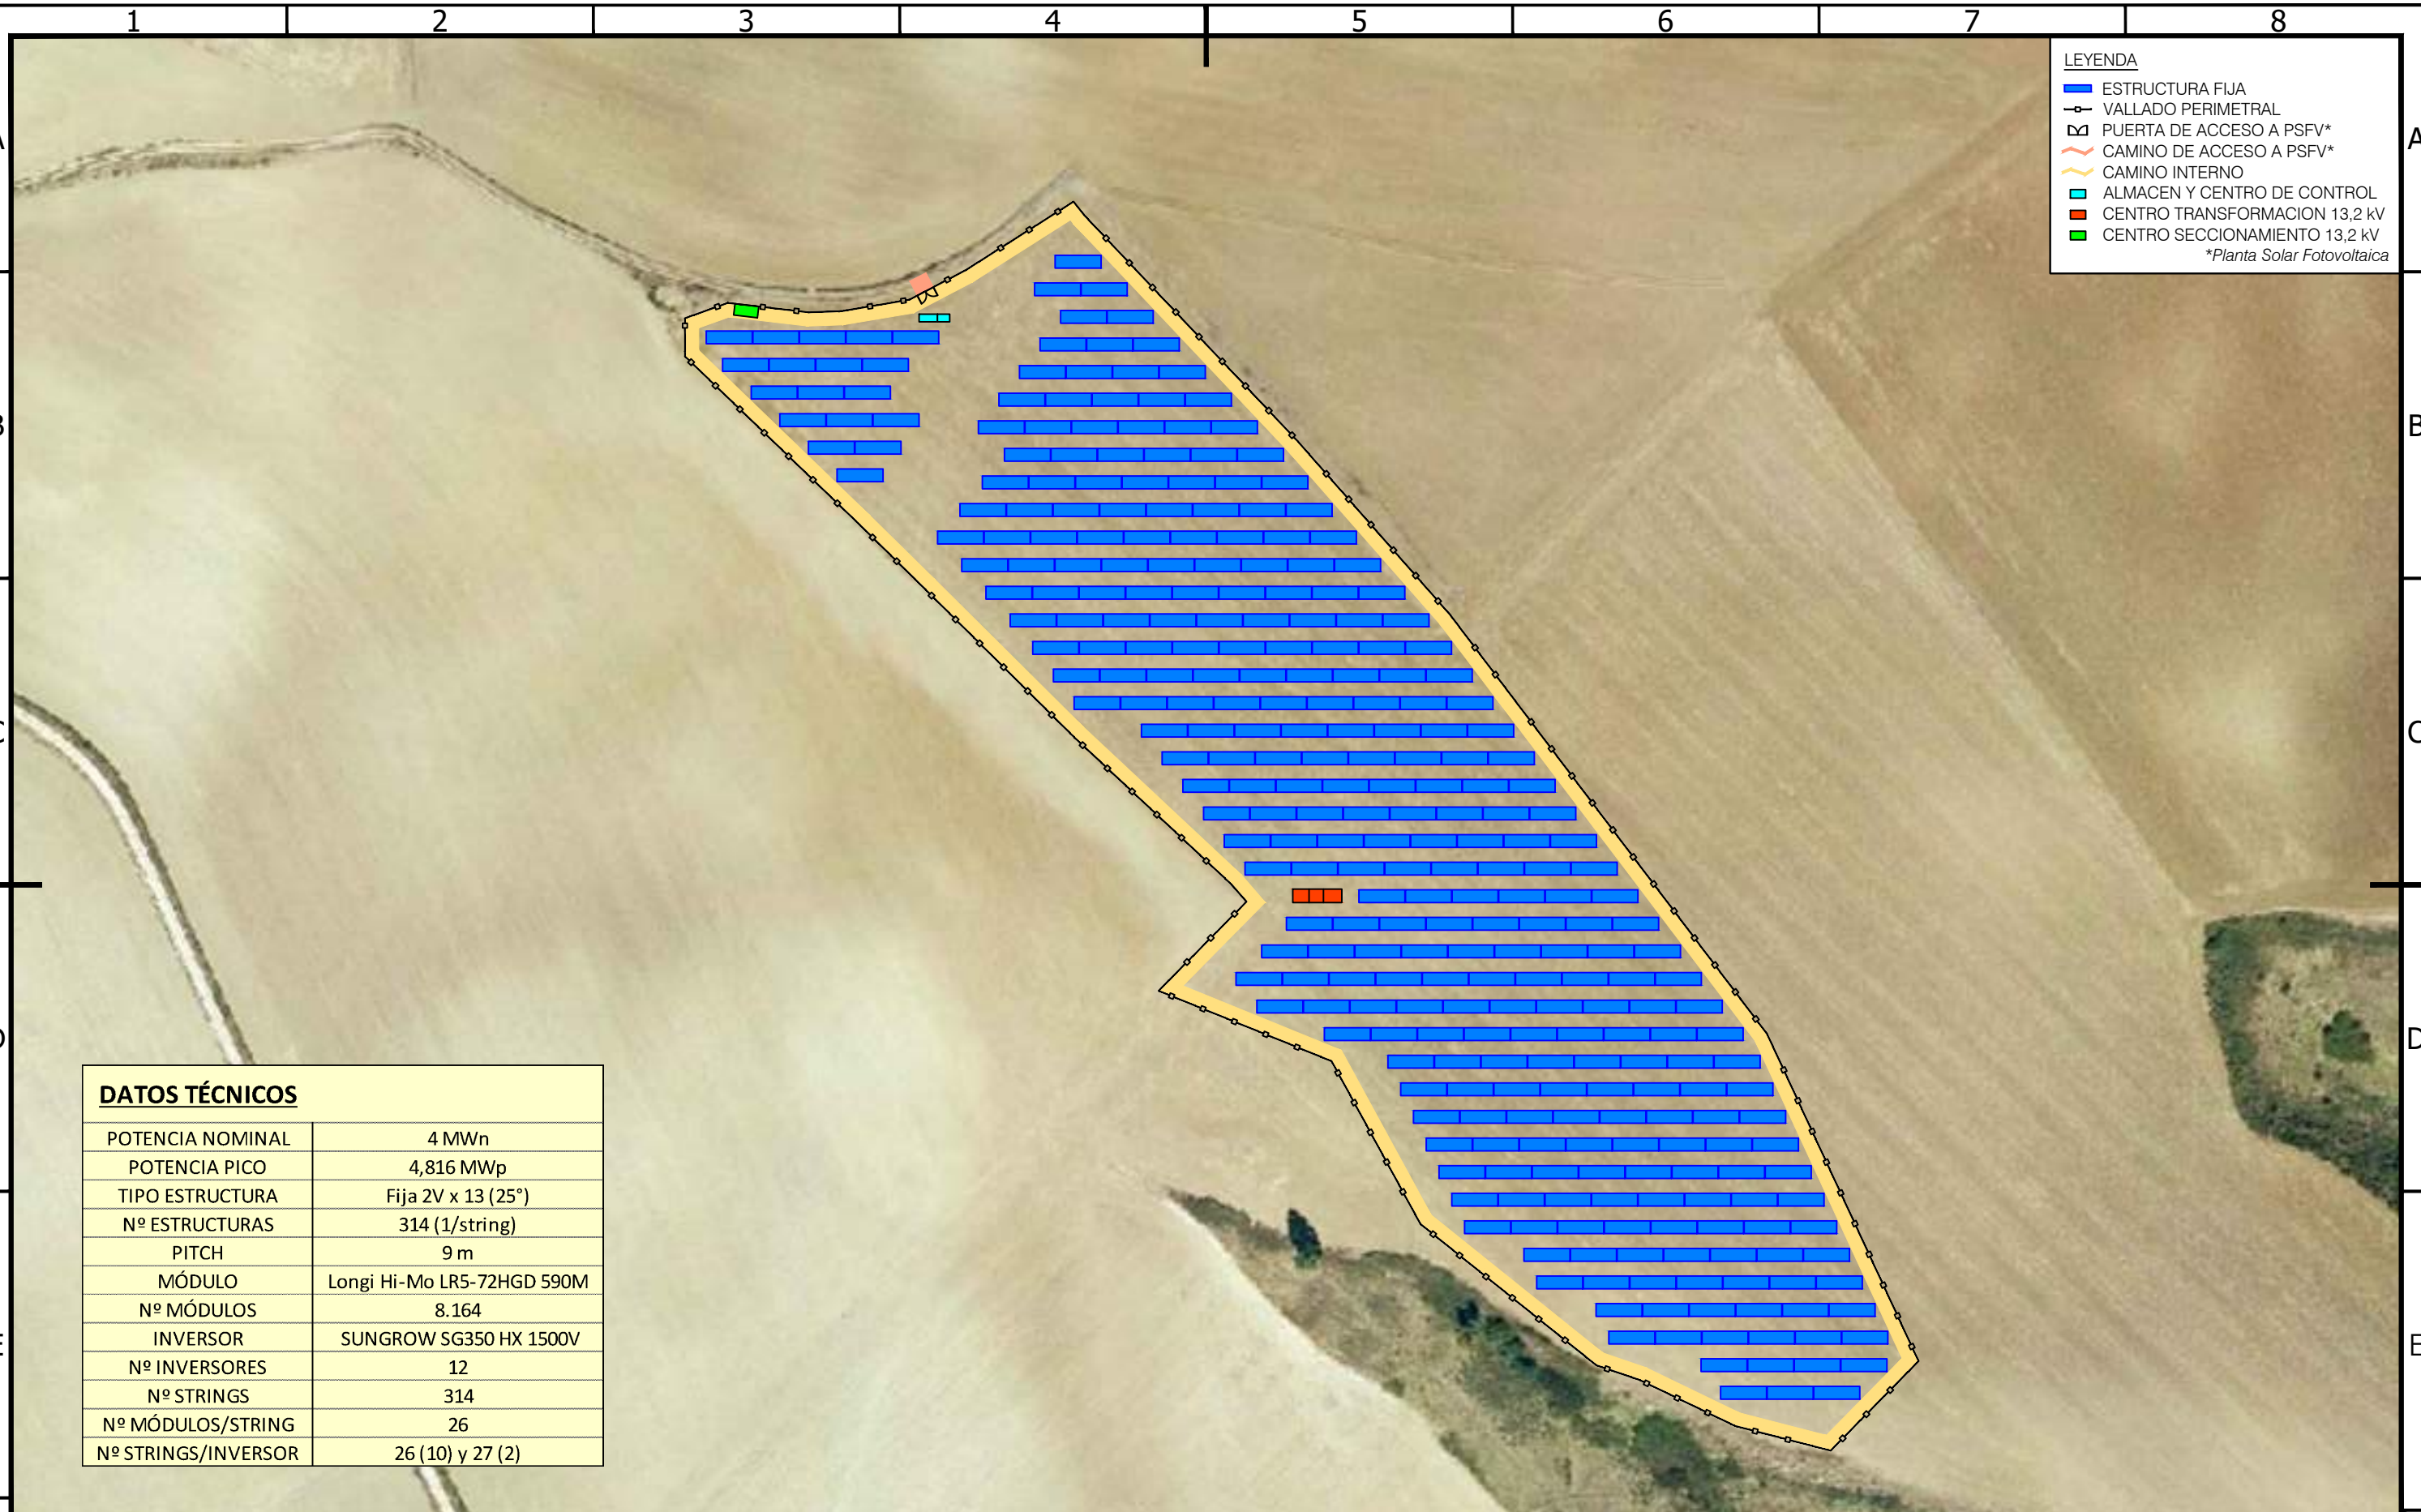 1 2 3 4 5 6 7 8
LEYENDA
ESTRUCTURA FIJA
VALLADO PERIMETRAL
PUERTA DE ACCESO A PSFV*
CAMINO DE ACCESO A PSFV*
CAMINO INTERNO
ALMACEN Y CENTRO DE CONTROL
CENTRO TRANSFORMACION 13,2 kV
CENTRO SECCIONAMIENTO 13,2 kV
*Planta Solar Fotovoltaica
A
B
C
D
E
DATOS TÉCNICOS
POTENCIA NOMINAL 4 MWn
POTENCIA PICO 4,816 MWp
TIPO ESTRUCTURA Fija 2V x 13 (25°)
Nº ESTRUCTURAS 314 (1/string)
PITCH 9 m
MÓDULO Longi Hi-Mo LR5-72HGD 590M
Nº MÓDULOS 8.164
INVERSOR SUNGROW SG350 HX 1500V
Nº INVERSORES 12
Nº STRINGS 314
Nº MÓDULOS/STRING 26
Nº STRINGS/INVERSOR 26 (10) y 27 (2)